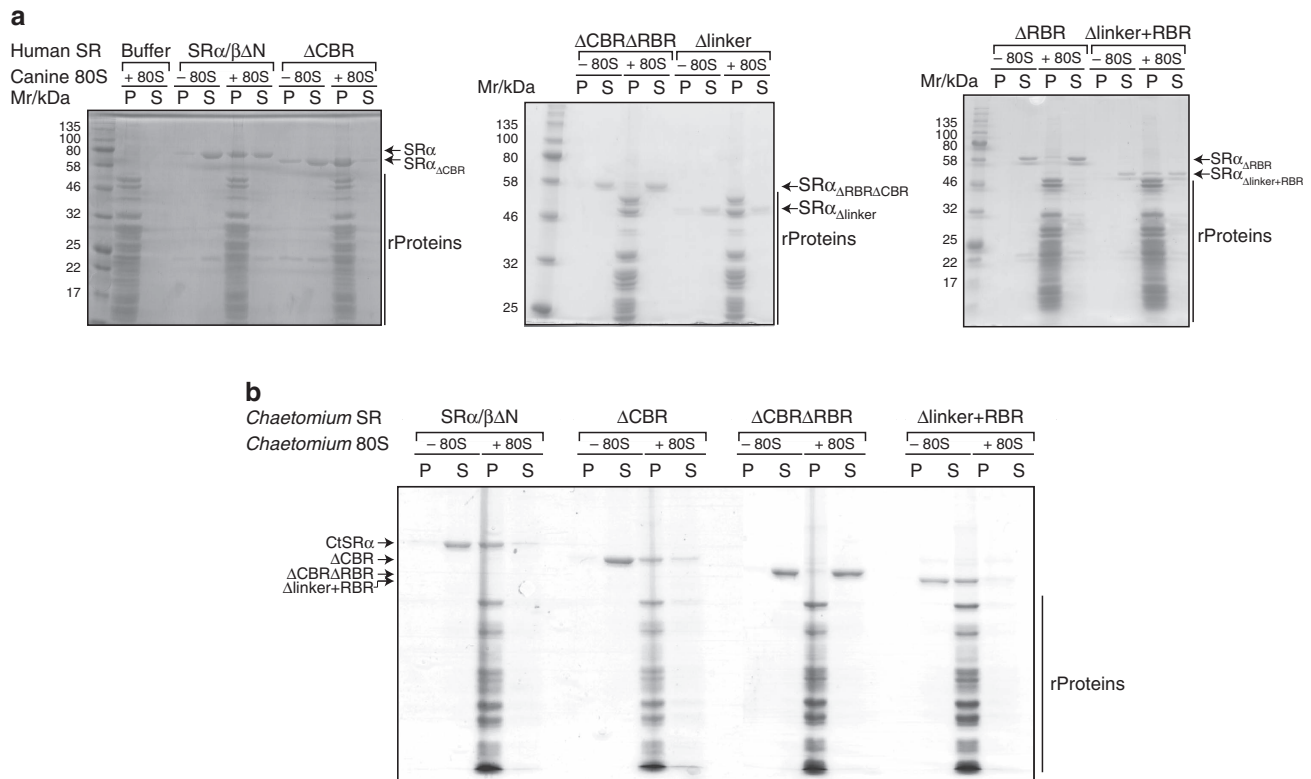 a
Human SR Buffer SRα/βΔN ΔCBR
Canine 80S + 80S – 80S + 80S – 80S + 80S
Mr/kDa P S P S P S P S P S
135
100
80
58
46
32
25
22
17
SRα
SRαΔCBR
rProteins
ΔCBRΔRBR Δlinker
– 80S + 80S – 80S + 80S
Mr/kDa P S P S P S P S
135
100
80
58
46
32
25
SRαΔRBRΔCBR
SRαΔlinker
rProteins
ΔRBR Δlinker+RBR
– 80S + 80S – 80S + 80S
Mr/kDa P S P S P S P S
135
100
80
58
46
32
25
22
17
SRαΔRBR
SRαΔlinker+RBR
rProteins
b
Chaetomium SR SRα/βΔN ΔCBR ΔCBRΔRBR Δlinker+RBR
Chaetomium 80S – 80S + 80S – 80S + 80S – 80S + 80S – 80S + 80S
P S P S P S P S P S P S P S P S
CtSRα
ΔCBR
ΔCBRΔRBR
Δlinker+RBR
rProteins